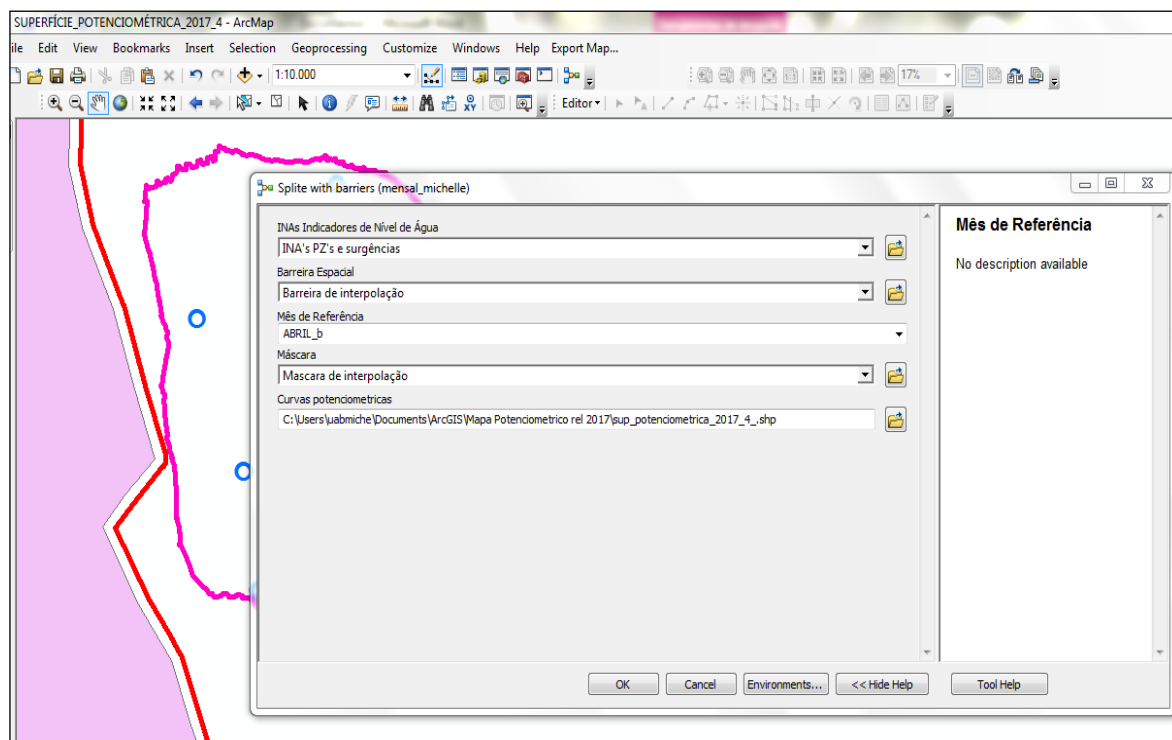 SUPERFÍCIE_POTENCIOMÉTRICA_2017_4 - ArcMap
ile Edit View Bookmarks Insert Selection Geoprocessing Customize Windows Help Export Map...
1:10.000
17%
XY
Editor
Splite with barriers (mensal_michelle)
INAs Indicadores de Nível de Água
INA's PZ's e surgências
Barreira Espacial
Barreira de interpolação
Mês de Referência
ABRIL_b
Máscara
Mascara de interpolação
Curvas potenciometricas
C:\Users\uabmiche\Documents\ArcGIS\Mapa Potenciometrico rel 2017\sup_potenciometrica_2017_4_.shp
Mês de Referência
No description available
OK
Cancel
Environments...
<< Hide Help
Tool Help